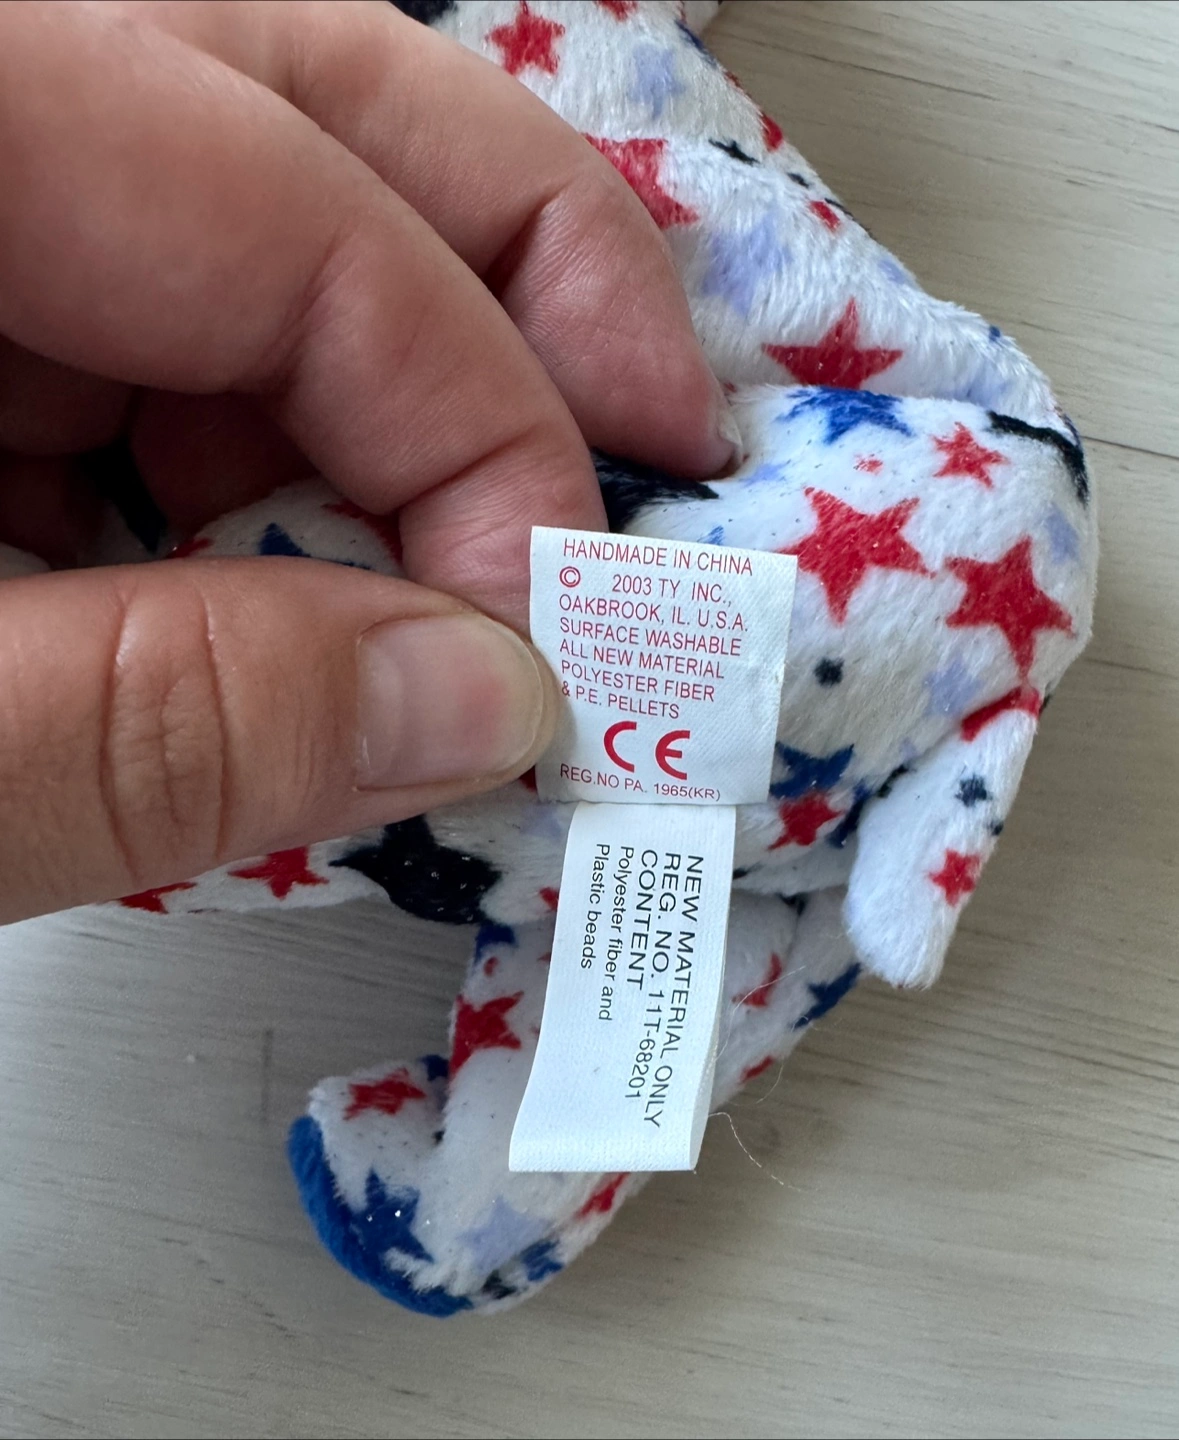 HANDMADE IN CHINA
© 2003 TY INC.,
OAKBROOK, IL. U.S.A.
SURFACE WASHABLE
ALL NEW MATERIAL
POLYESTER FIBER
& P.E. PELLETS
CE
REG.NO PA. 1965(KR)
NEW MATERIAL ONLY
REG. NO. 11T-68201
CONTENT
Polyester fiber and
Plastic beads